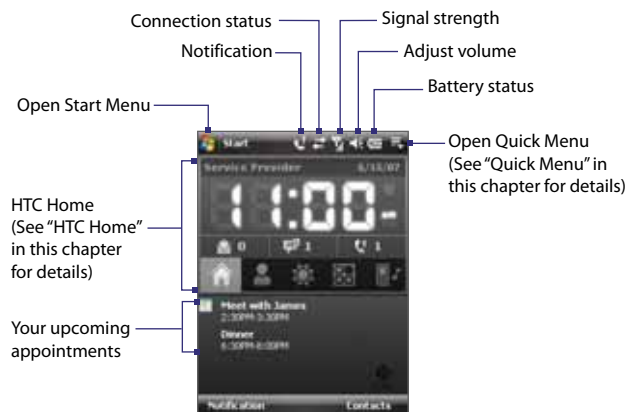 Connection status
Signal strength
Notification
Adjust volume
Battery status
Open Start Menu
Start
Open Quick Menu
(See “Quick Menu” in
this chapter for details)
Service Provider
6/15/07
11:00
HTC Home
(See “HTC Home”
in this chapter
for details)
0
1
1
Your upcoming
appointments
Meet with James
2:30PM-3:30PM
Dinner
6:30PM-8:00PM
Notification
Contacts